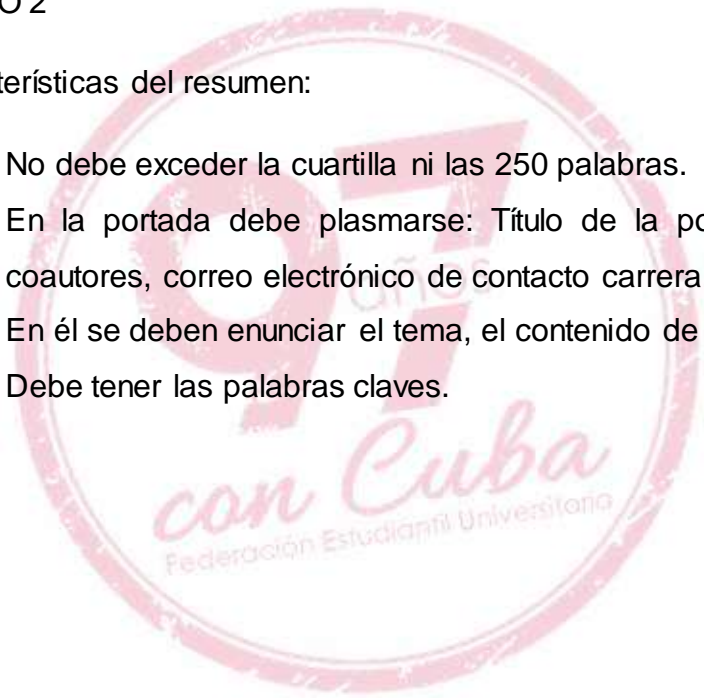 O 2
terísticas del resumen:
No debe exceder la cuartilla ni las 250 palabras.
En la portada debe plasmarse: Título de la po
coautores, correo electrónico de contacto carrera
En él se deben enunciar el tema, el contenido de
Debe tener las palabras claves.
97
años
con Cuba
Federación Estudiantil Universitaria